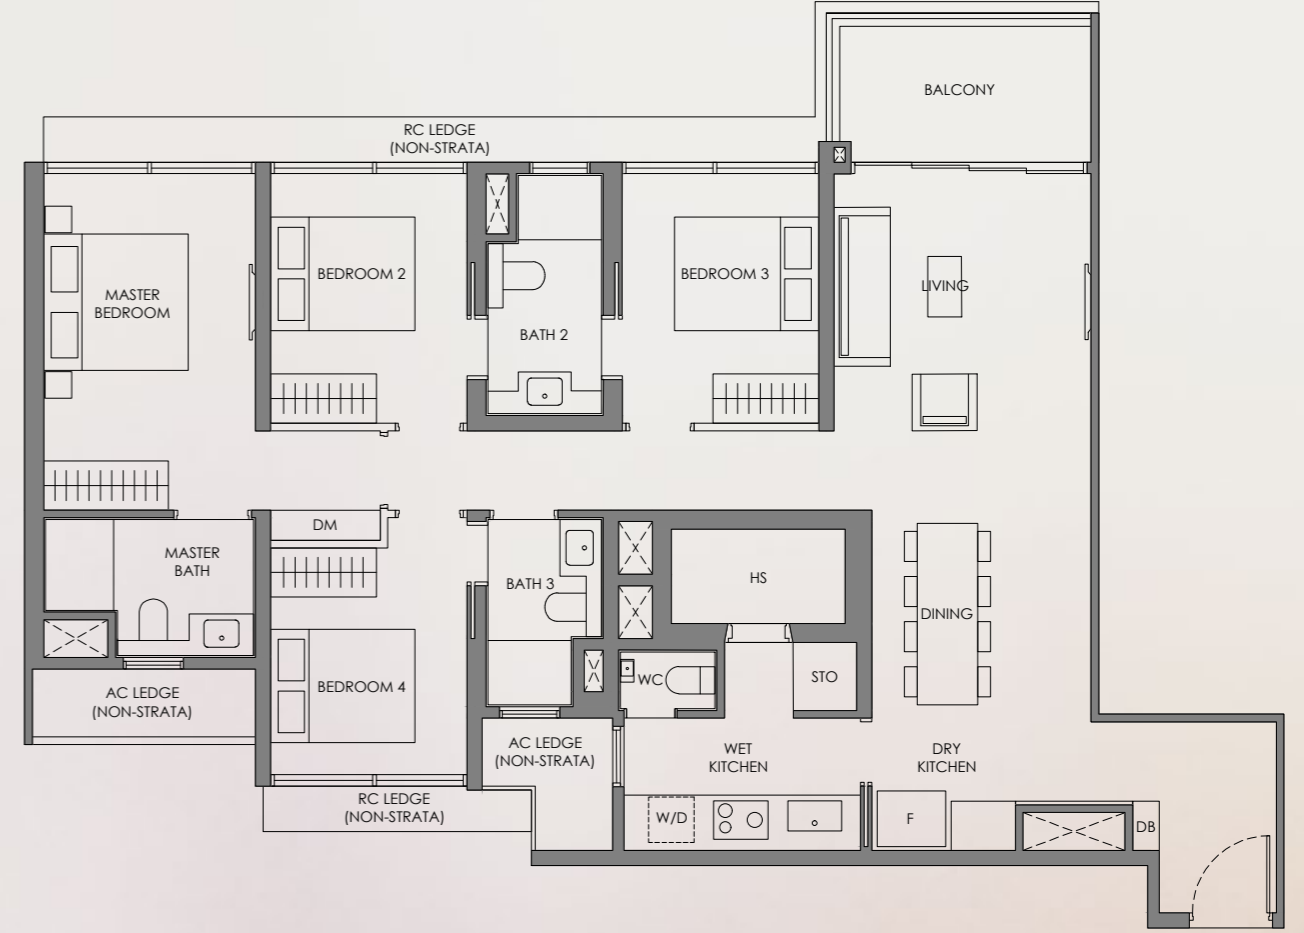 BALCONY
RC LEDGE
(NON-STRATA)
MASTER
BEDROOM
BEDROOM 2
BATH 2
BEDROOM 3
LIVING
DM
MASTER
BATH
BATH 3
HS
DINING
AC LEDGE
(NON-STRATA)
BEDROOM 4
WC
STO
AC LEDGE
(NON-STRATA)
WET
KITCHEN
DRY
KITCHEN
RC LEDGE
(NON-STRATA)
W/D
F
DB